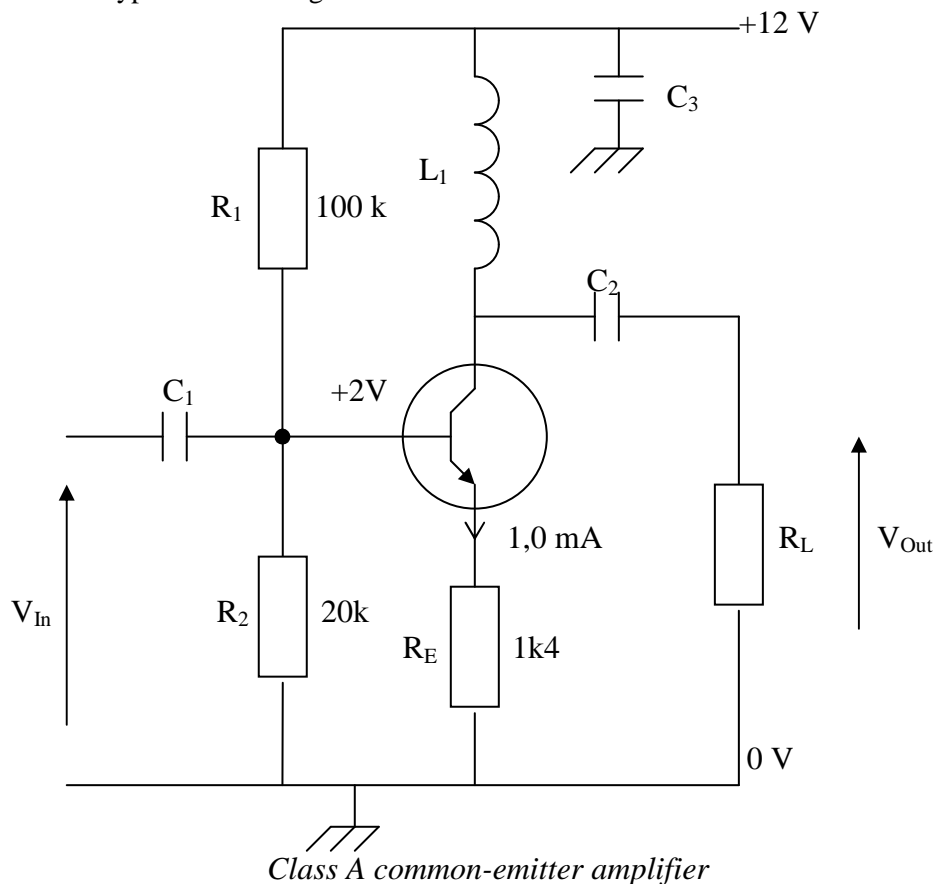 +12 V
C3
L1
R1 100 k
C2
+2V
C1
1,0 mA
RL
VOut
VIn
R2 20k
RE 1k4
0 V
Class A common-emitter amplifier